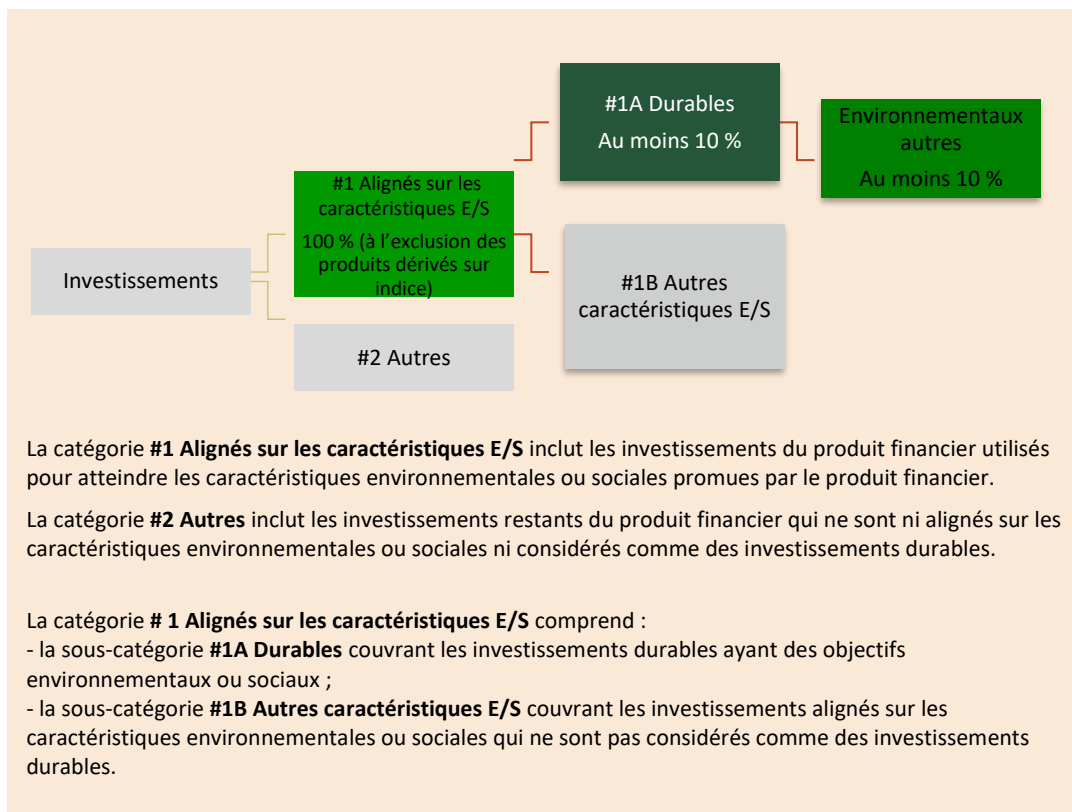 #1A Durables
Au moins 10 %
Environnementaux
autres
Au moins 10 %
#1 Alignés sur les
caractéristiques E/S
100 % (à l’exclusion des
produits dérivés sur
indice)
Investissements
#1B Autres
caractéristiques E/S
#2 Autres
La catégorie #1 Alignés sur les caractéristiques E/S inclut les investissements du produit financier utilisés
pour atteindre les caractéristiques environnementales ou sociales promues par le produit financier.
La catégorie #2 Autres inclut les investissements restants du produit financier qui ne sont ni alignés sur les
caractéristiques environnementales ou sociales ni considérés comme des investissements durables.
La catégorie # 1 Alignés sur les caractéristiques E/S comprend :
- la sous-catégorie #1A Durables couvrant les investissements durables ayant des objectifs
environnementaux ou sociaux ;
- la sous-catégorie #1B Autres caractéristiques E/S couvrant les investissements alignés sur les
caractéristiques environnementales ou sociales qui ne sont pas considérés comme des investissements
durables.